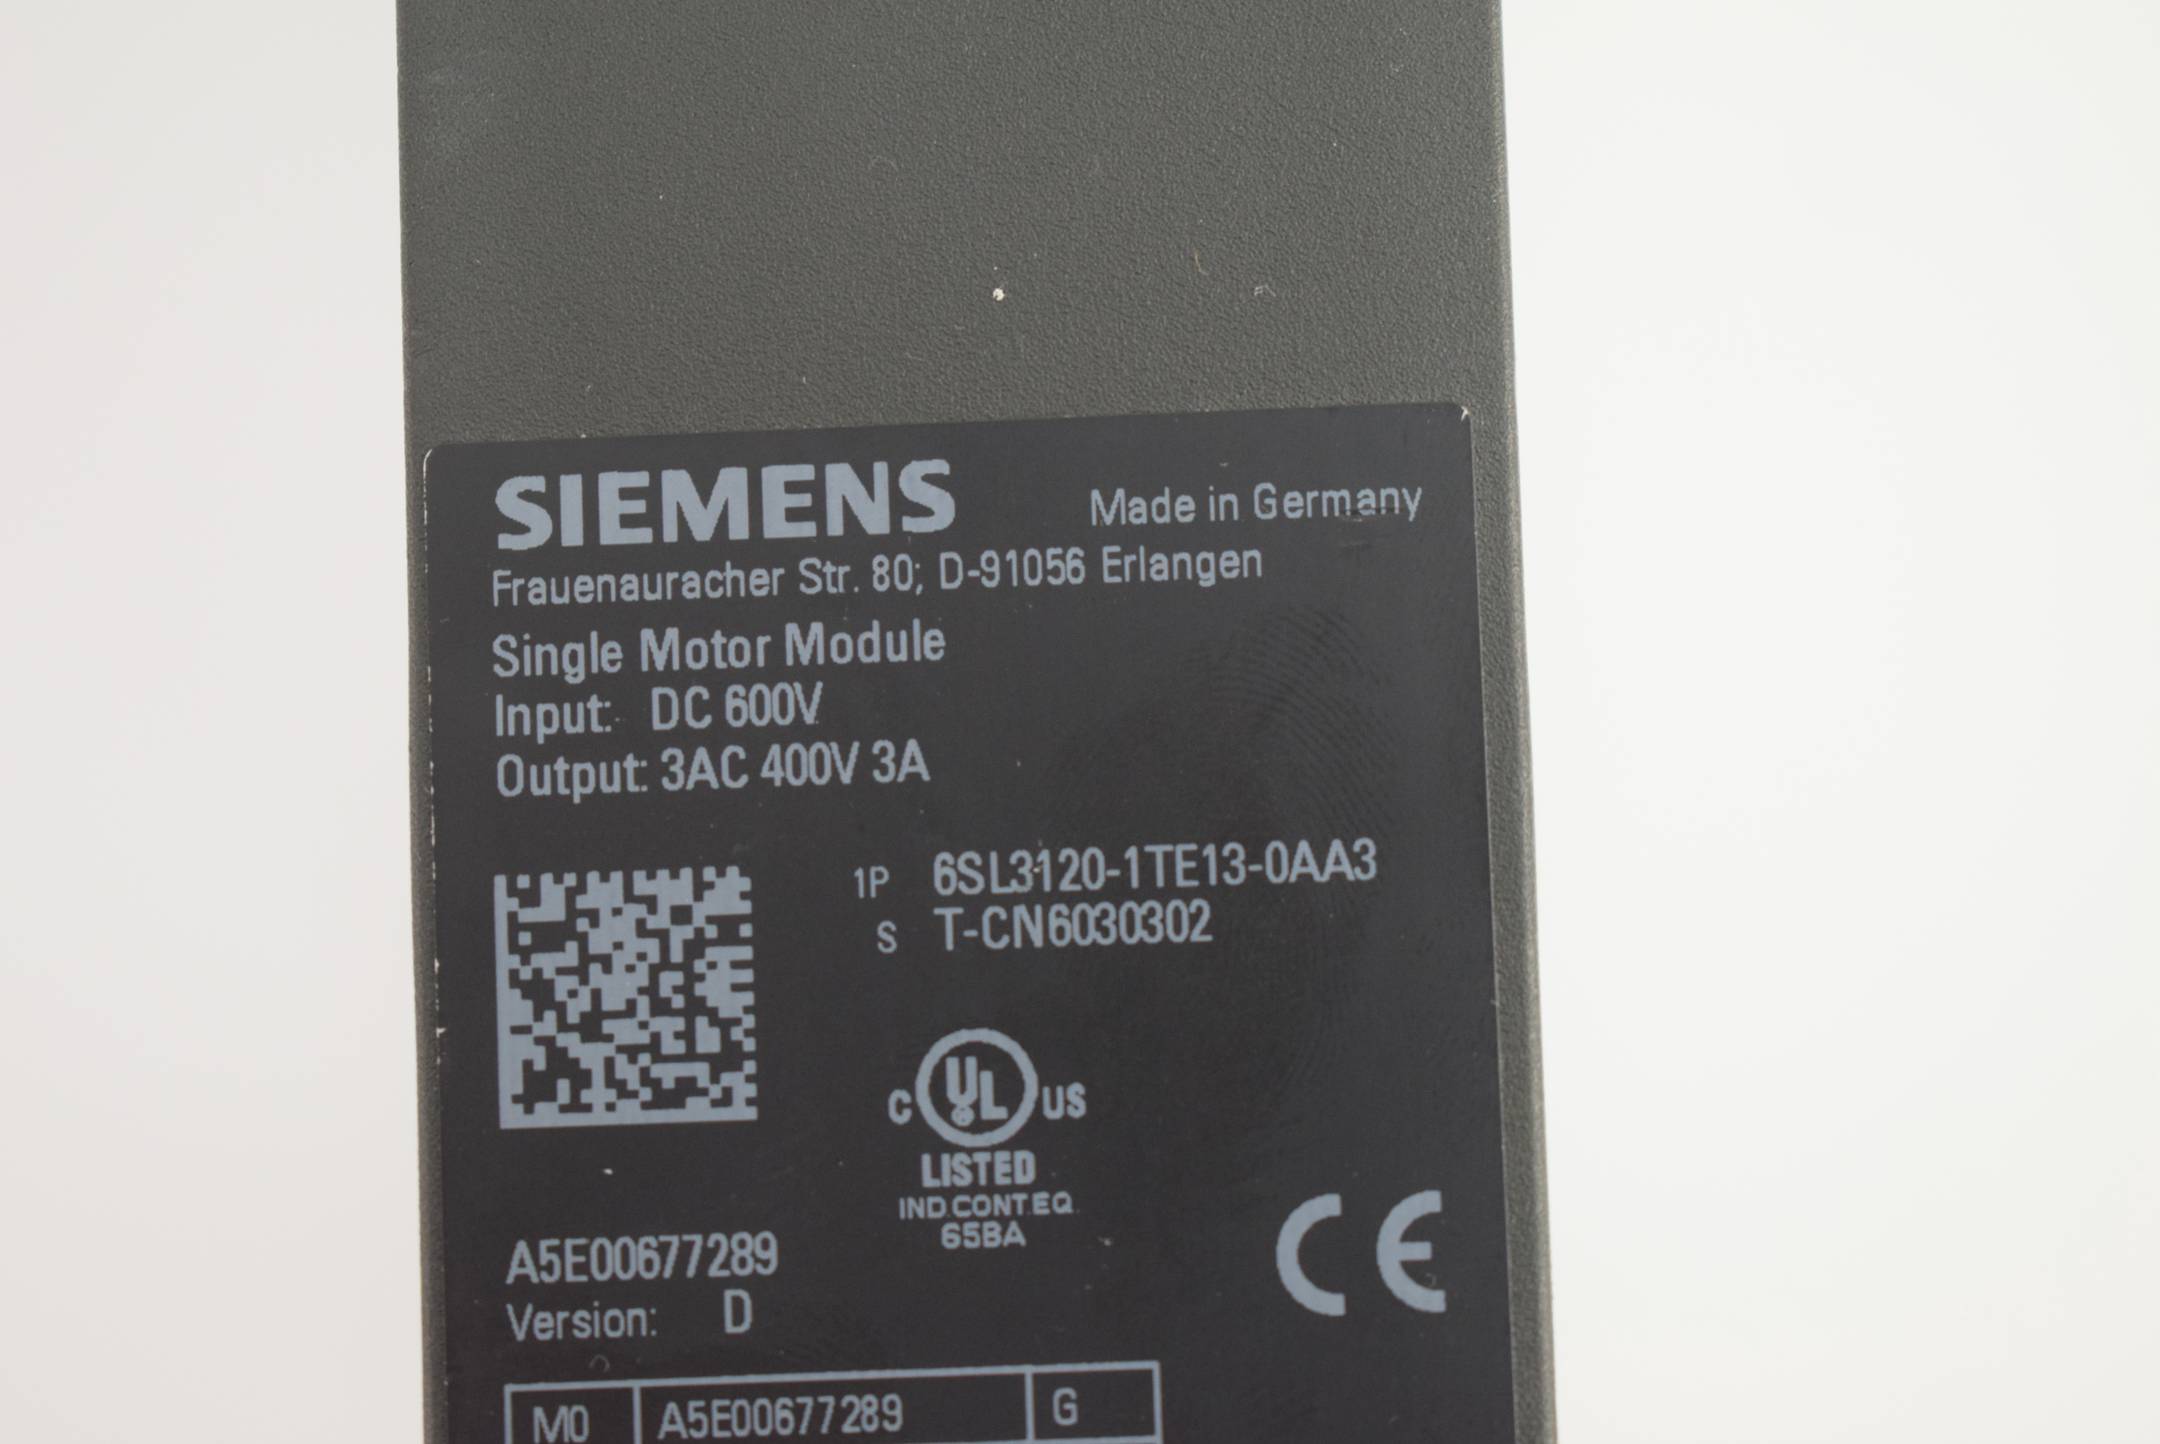 SIEMENS Made in Germany
Frauenauracher Str. 80; D-91056 Erlangen
Single Motor Module
Input: DC 600V
Output: 3AC 400V 3A
1P 6SL3120-1TE13-0AA3
S T-CN6030302
C UL US
LISTED
IND.CONT.EQ.
65BA
CE
A5E00677289
Version: D
M0 A5E00677289 G